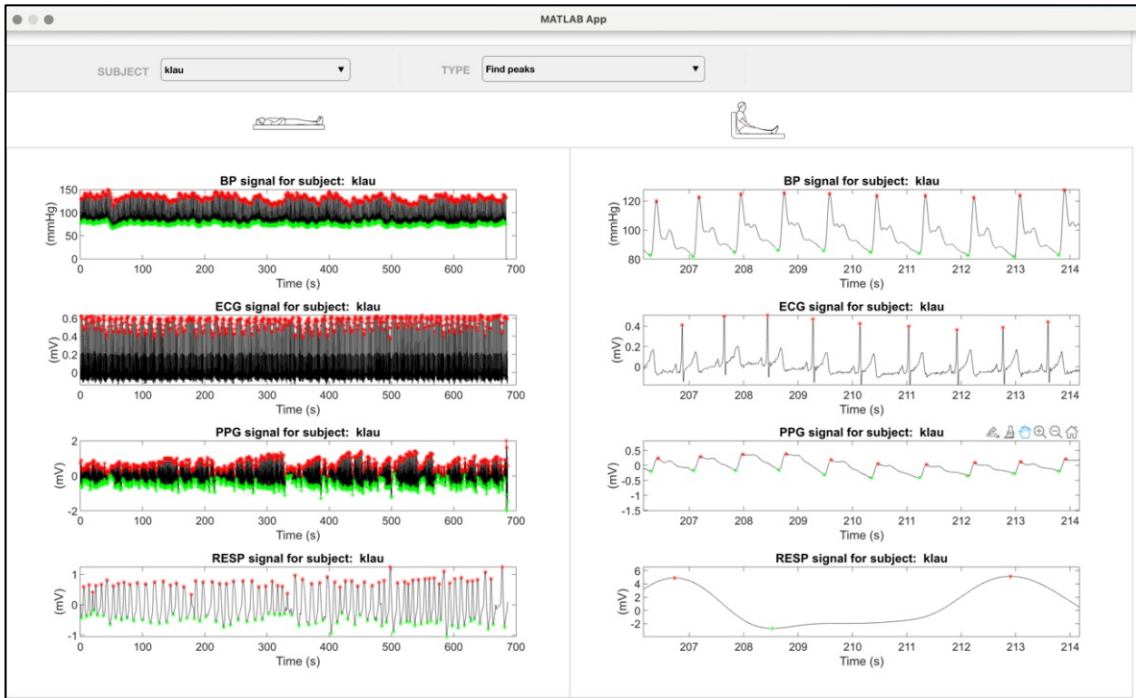 MATLAB App
SUBJECT klau TYPE Find peaks
BP signal for subject: klau
150
100
50
0
(mmHg)
0 100 200 300 400 500 600 700
Time (s)
ECG signal for subject: klau
0.6
0.4
0.2
0
(mV)
0 100 200 300 400 500 600 700
Time (s)
PPG signal for subject: klau
2
0
-2
(mV)
0 100 200 300 400 500 600 700
Time (s)
RESP signal for subject: klau
1
0
-1
(mV)
0 100 200 300 400 500 600 700
Time (s)
BP signal for subject: klau
120
100
80
(mmHg)
207 208 209 210 211 212 213 214
Time (s)
ECG signal for subject: klau
0.4
0.2
0
(mV)
207 208 209 210 211 212 213 214
Time (s)
PPG signal for subject: klau
0.5
0
-0.5
-1
-1.5
(mV)
207 208 209 210 211 212 213 214
Time (s)
RESP signal for subject: klau
6
4
2
0
-2
(mV)
207 208 209 210 211 212 213 214
Time (s)